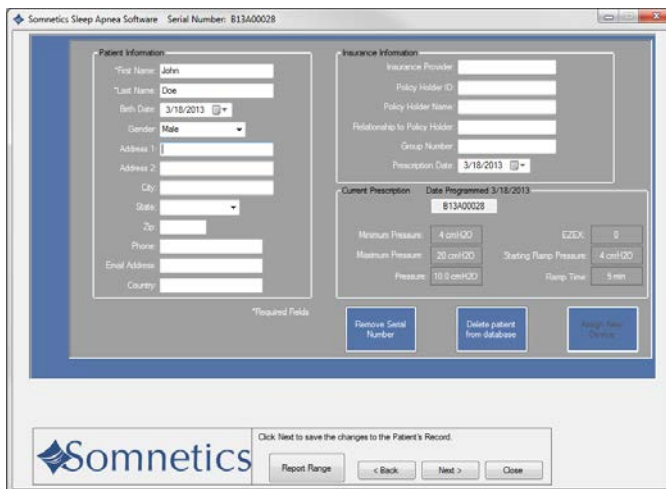 Somnetics Sleep Apnea Software Serial Number: B13A00028
Patient Information
*First Name: John
*Last Name: Doe
Birth Date: 3/18/2013
Gender: Male
Address 1:
Address 2:
City:
State:
Zip:
Phone:
Email Address:
Country:
*Required Fields
Insurance Information
Insurance Provider:
Policy Holder ID:
Policy Holder Name:
Relationship to Policy Holder:
Group Number:
Prescription Date: 3/18/2013
Current Prescription Date Programmed 3/18/2013
B13A00028
Minimum Pressure: 4 cmH2O EZEX: 0
Maximum Pressure: 20 cmH2O Starting Ramp Pressure: 4 cmH2O
Pressure: 10.0 cmH2O Ramp Time: 5 min
Remove Serial
Number
Delete patient
from database
Assign New
Device
Somnetics
Click Next to save the changes to the Patient's Record.
Report Range < Back Next > Close